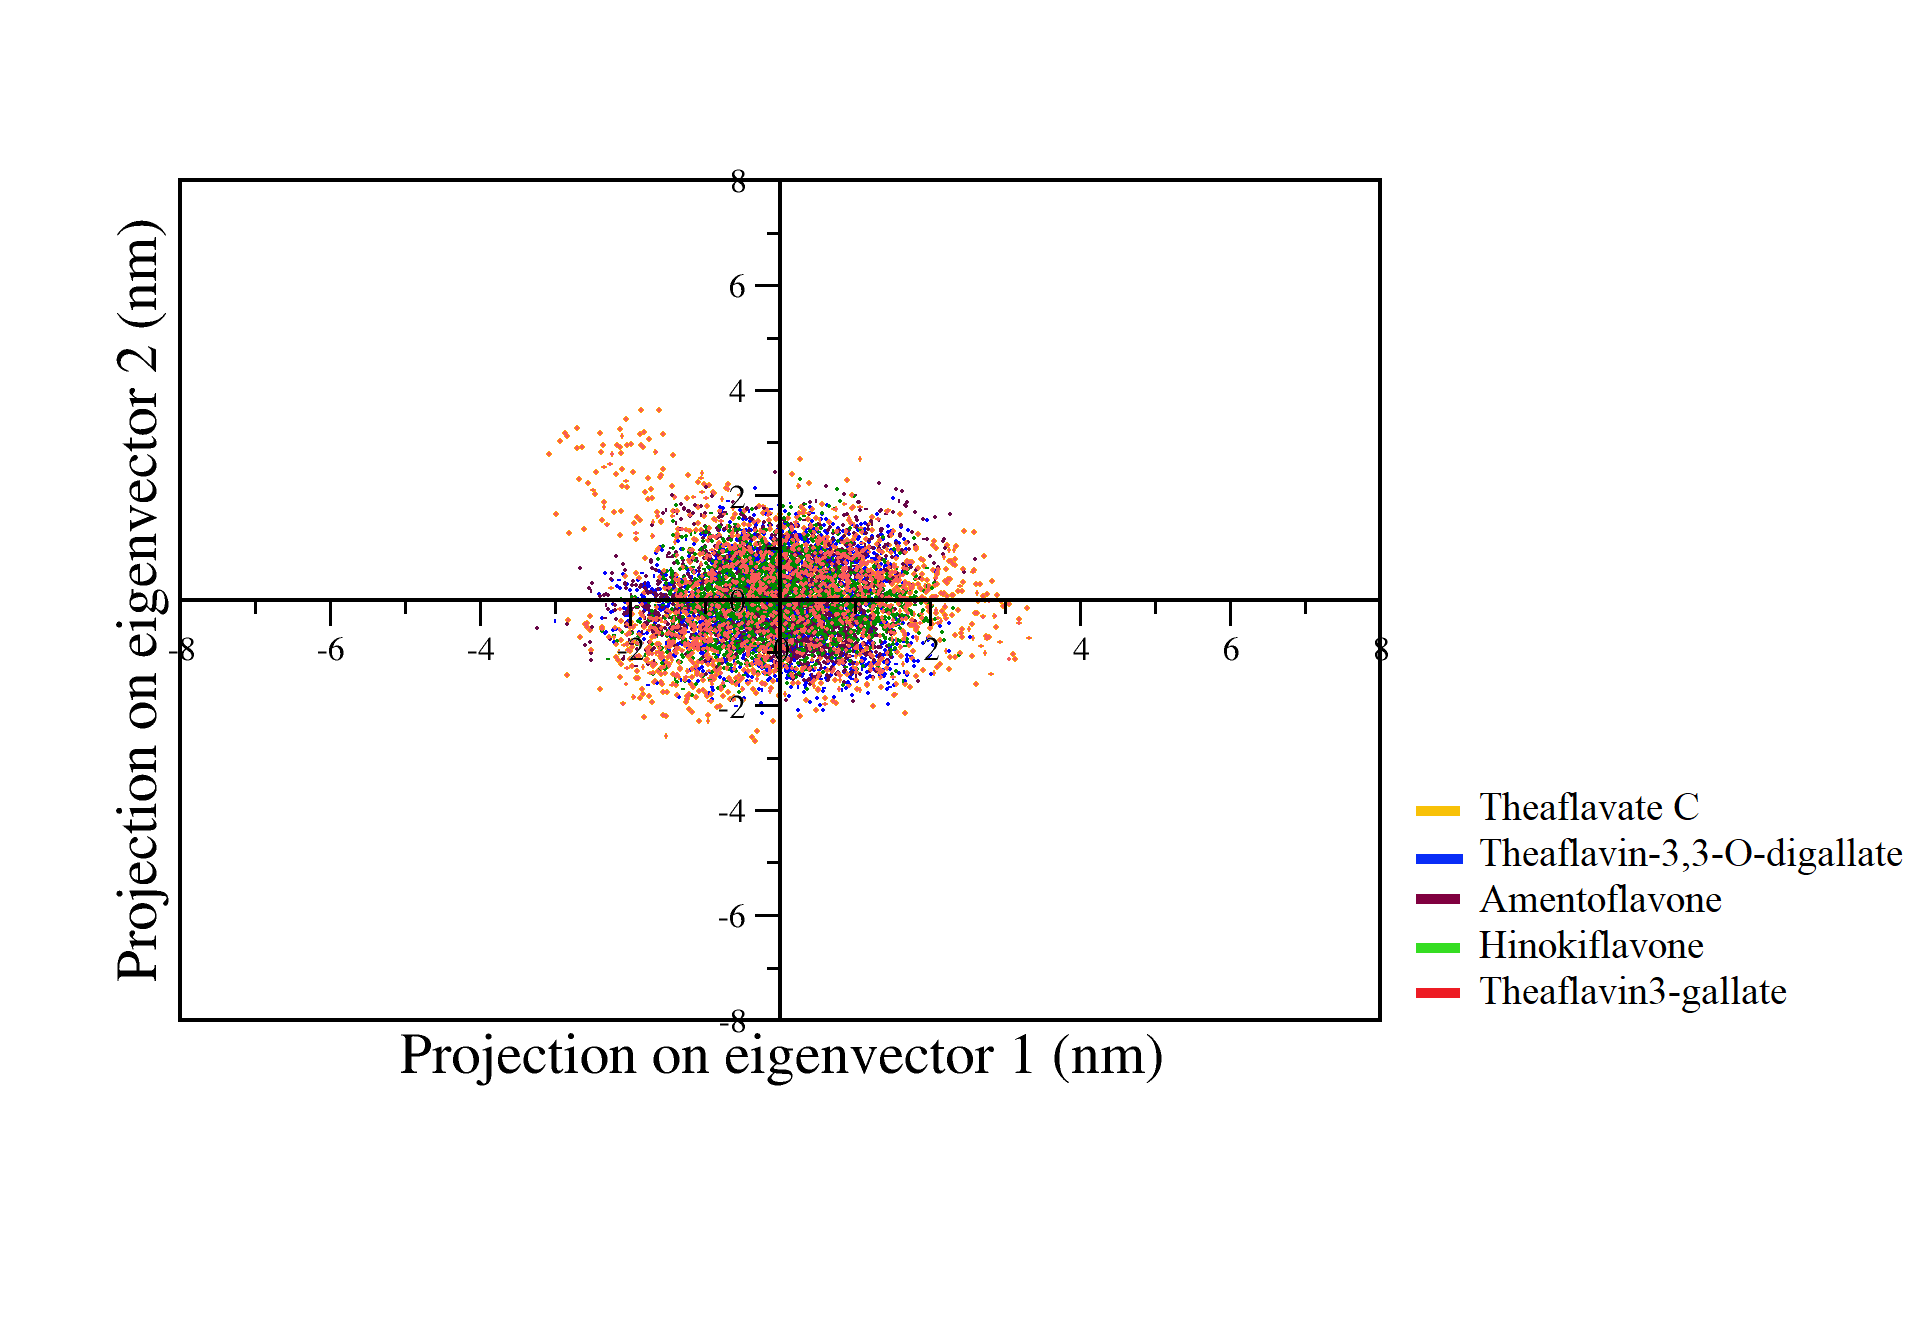 Projection on eigenvector 2 (nm)
8
6
4
2
0
-8 -6 -4 -2 0 2 4 6 8
-2
-4
-6
-8
Projection on eigenvector 1 (nm)
Theaflavate C
Theaflavin-3,3-O-digallate
Amentoflavone
Hinokiflavone
Theaflavin3-gallate